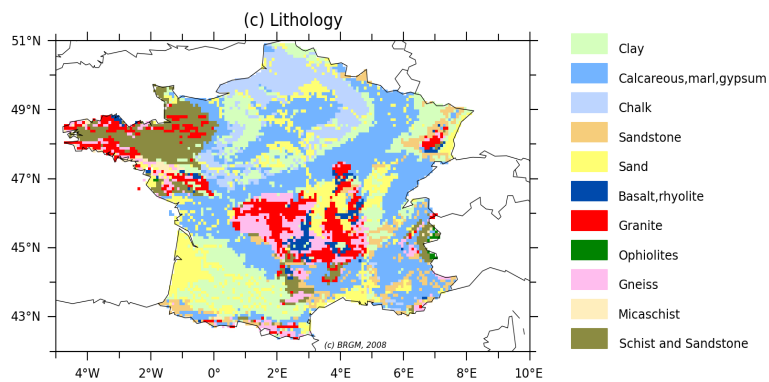 (c) Lithology
51°N
49°N
47°N
45°N
43°N
4°W 2°W 0° 2°E 4°E 6°E 8°E 10°E
(c) BRGM, 2008
Clay
Calcareous,marl,gypsum
Chalk
Sandstone
Sand
Basalt,rhyolite
Granite
Ophiolites
Gneiss
Micaschist
Schist and Sandstone